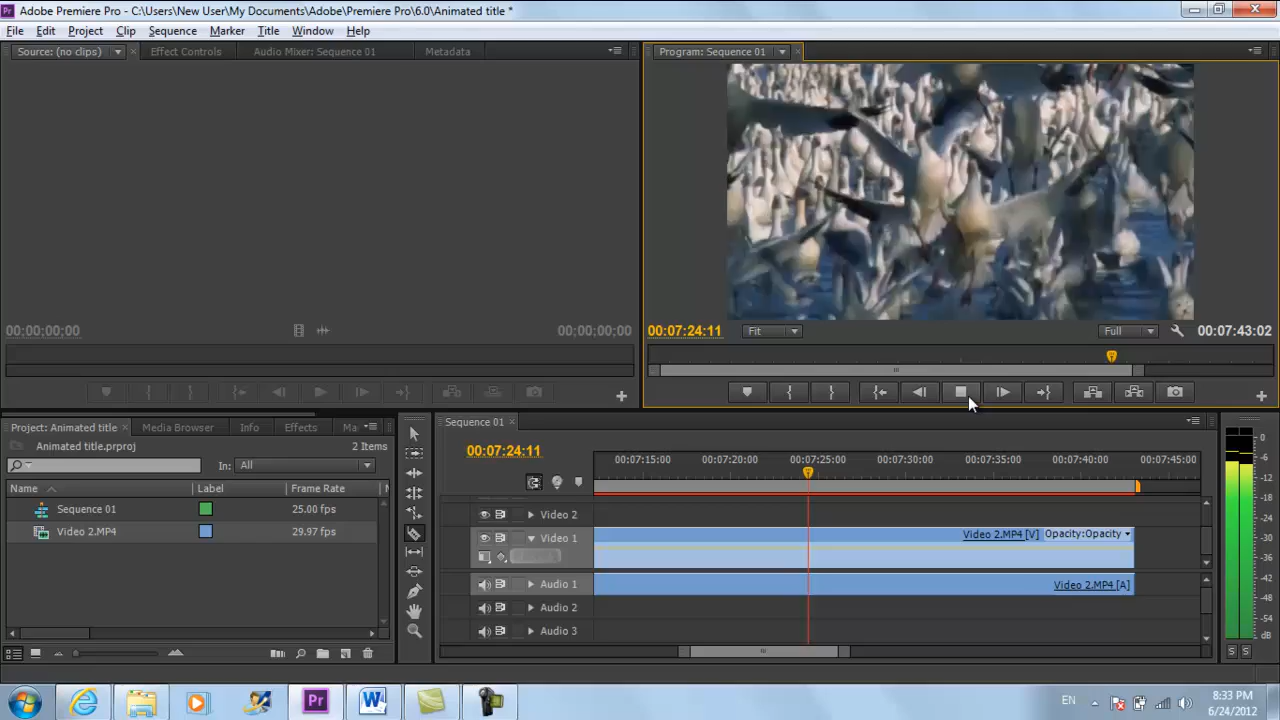 Pr Adobe Premiere Pro - C:\Users\New User\My Documents\Adobe\Premiere Pro\6.0\Animated title *
File Edit Project Clip Sequence Marker Title Window Help
Source: (no clips) Effect Controls Audio Mixer: Sequence 01 Metadata
Program: Sequence 01
00;00;00;00 00;00;00;00
00:07:24:11 Fit Full 00:07:43:02
Project: Animated title Media Browser Info Effects Ma
Animated title.prproj 2 Items
In: All
Name Label Frame Rate
Sequence 01 25.00 fps
Video 2.MP4 29.97 fps
Sequence 01
00:07:24:11
00:07:15:00 00:07:20:00 00:07:25:00 00:07:30:00 00:07:35:00 00:07:40:00 00:07:45:00
Video 2
Video 1 Video 2.MP4 [V] Opacity:Opacity
Audio 1 Video 2.MP4 [A]
Audio 2
Audio 3
0
-6
-12
-18
-24
-30
-36
-42
-48
-54
dB
S S
Pr W EN 8:33 PM
6/24/2012